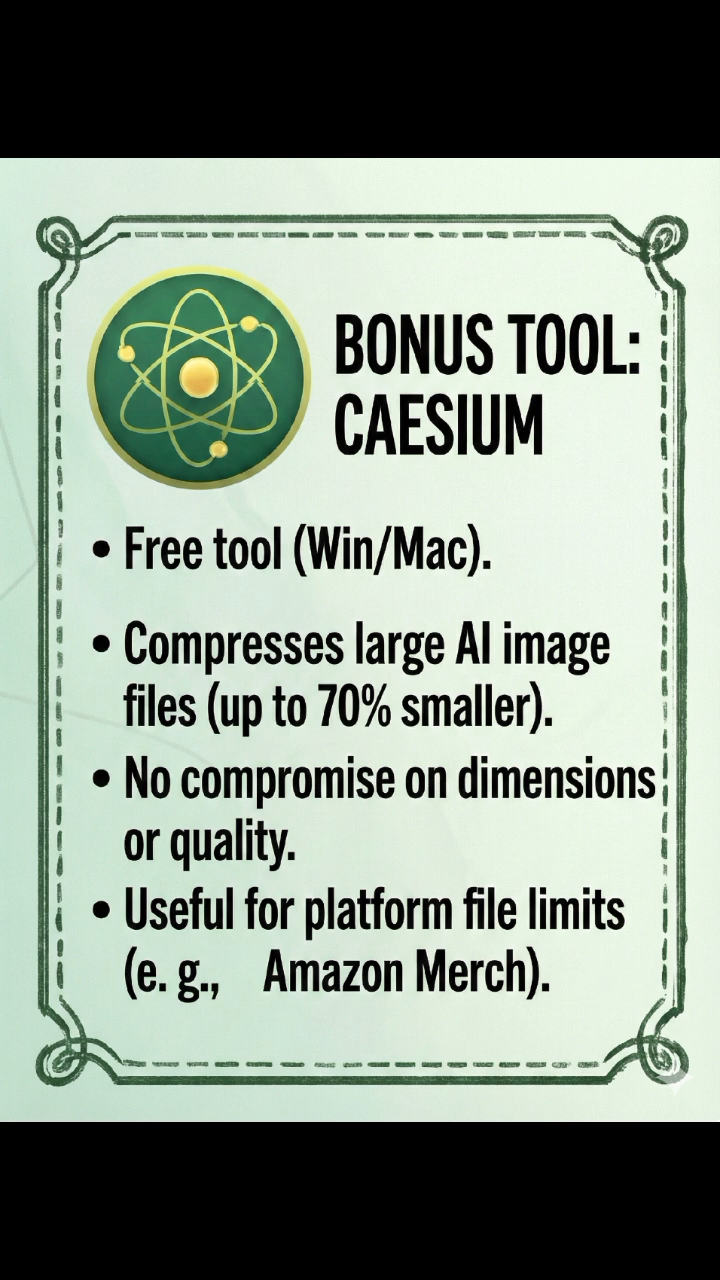 BONUS TOOL:
CAESIUM
• Free tool (Win/Mac).
• Compresses large AI image
files (up to 70% smaller).
• No compromise on dimensions
or quality.
• Useful for platform file limits
(e. g.,    Amazon Merch).